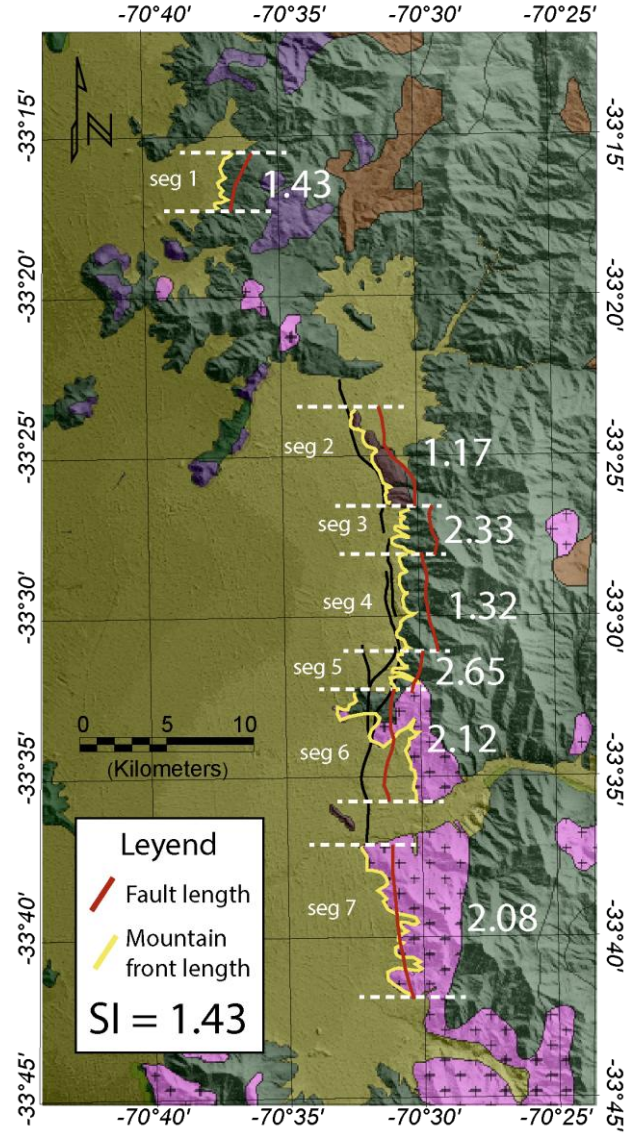 -70°40' -70°35' -70°30' -70°25'
-33°15' -33°15'
N
seg 1 1.43
-33°20' -33°20'
seg 2 1.17
-33°25' -33°25'
seg 3 2.33
seg 4 1.32
-33°30' -33°30'
seg 5 2.65
0 5 10
(Kilometers)
seg 6 2.12
-33°35' -33°35'
Leyend
Fault length
Mountain
front length
SI = 1.43
seg 7 2.08
-33°40' -33°40'
-33°45' -33°45'
-70°40' -70°35' -70°30' -70°25'